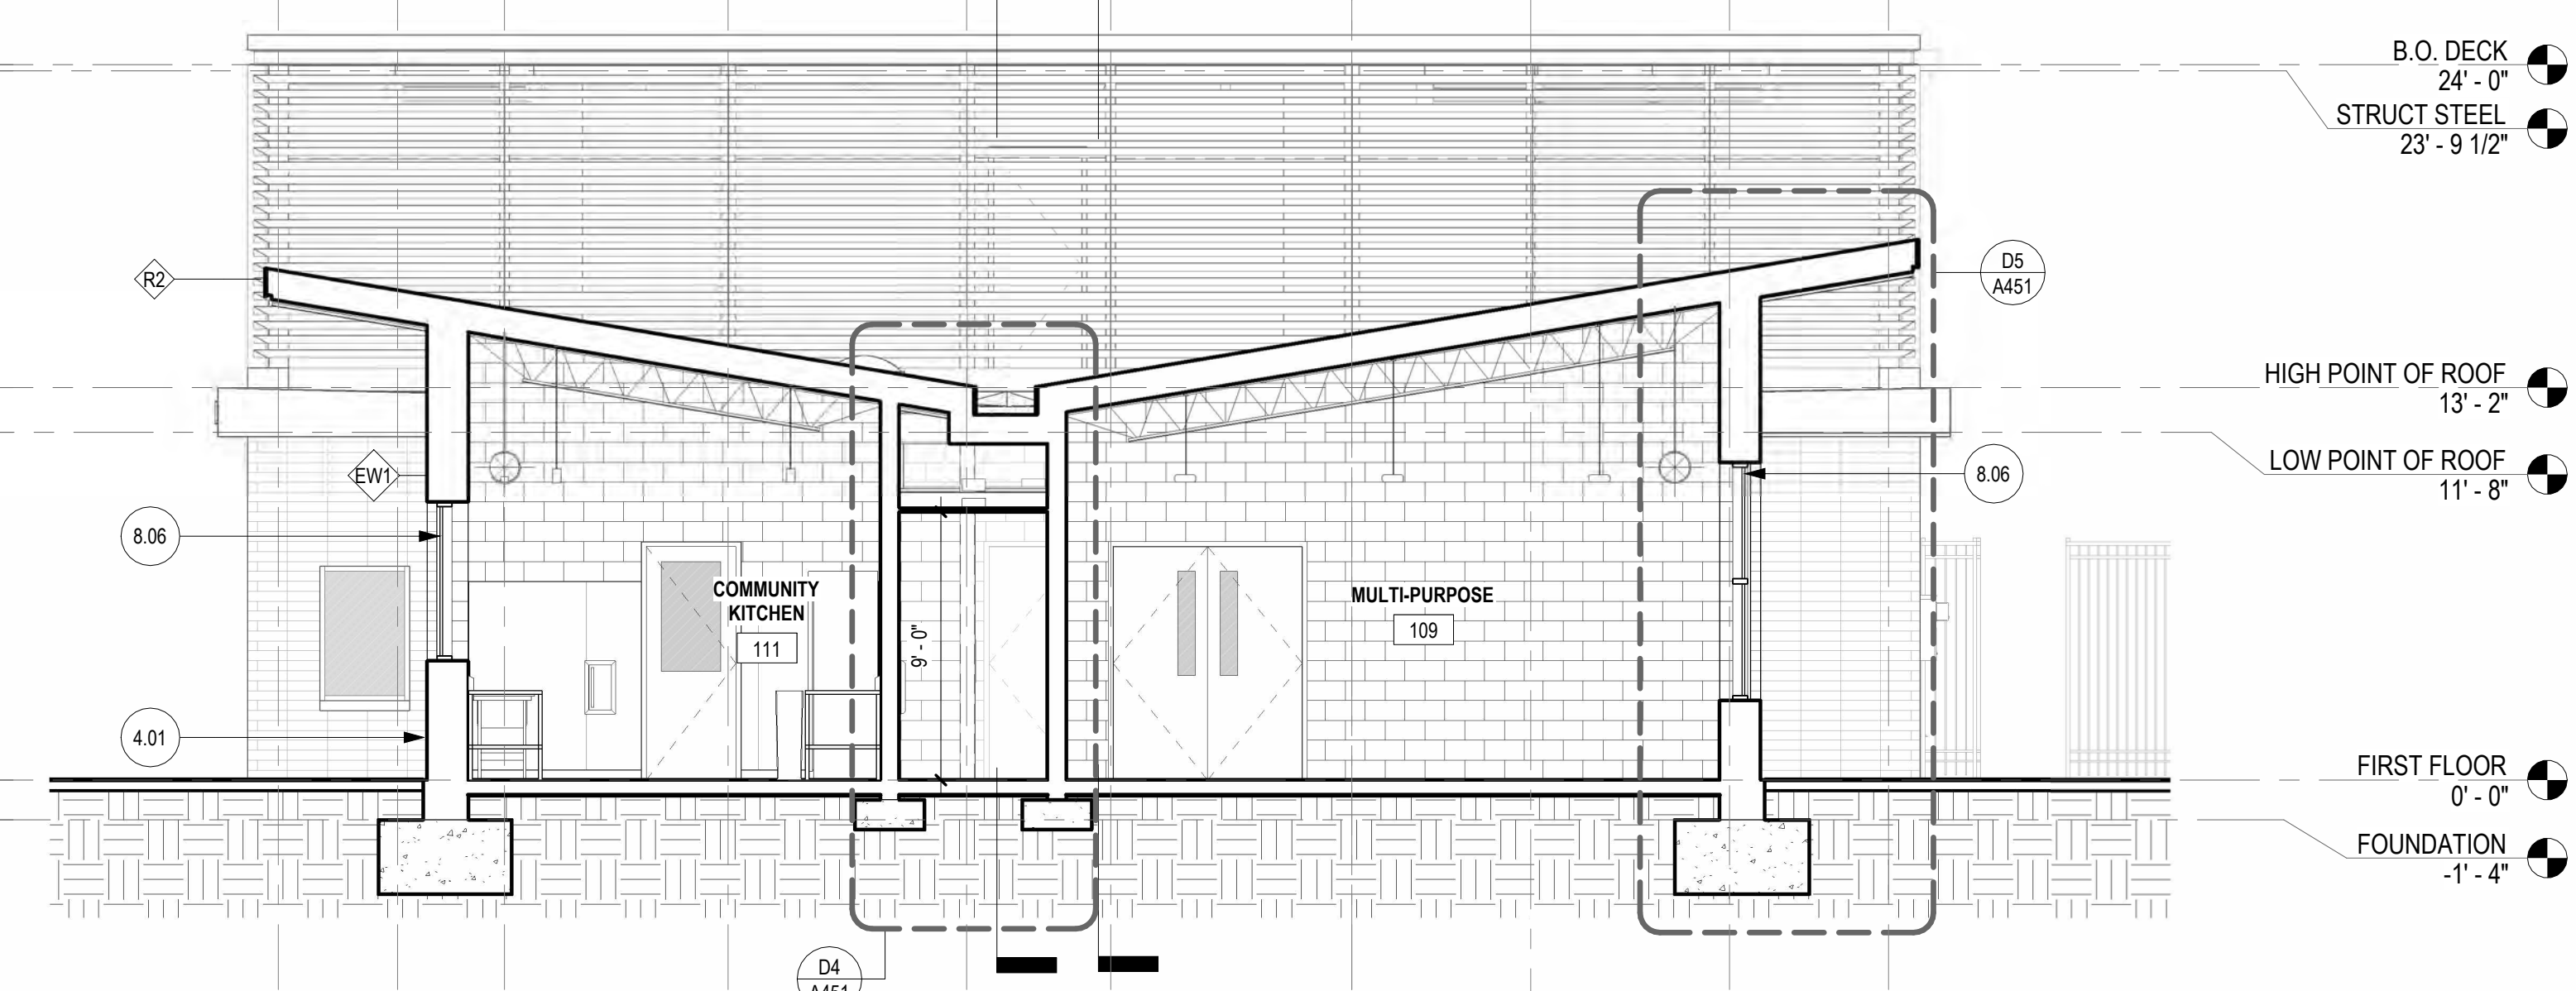 B.O. DECK
24' - 0"
STRUCT STEEL
23' - 9 1/2"
R2
D5
A451
HIGH POINT OF ROOF
13' - 2"
EW1
LOW POINT OF ROOF
11' - 8"
8.06
8.06
COMMUNITY
KITCHEN
111
9' - 0"
MULTI-PURPOSE
109
4.01
FIRST FLOOR
0' - 0"
FOUNDATION
-1' - 4"
D4
A451